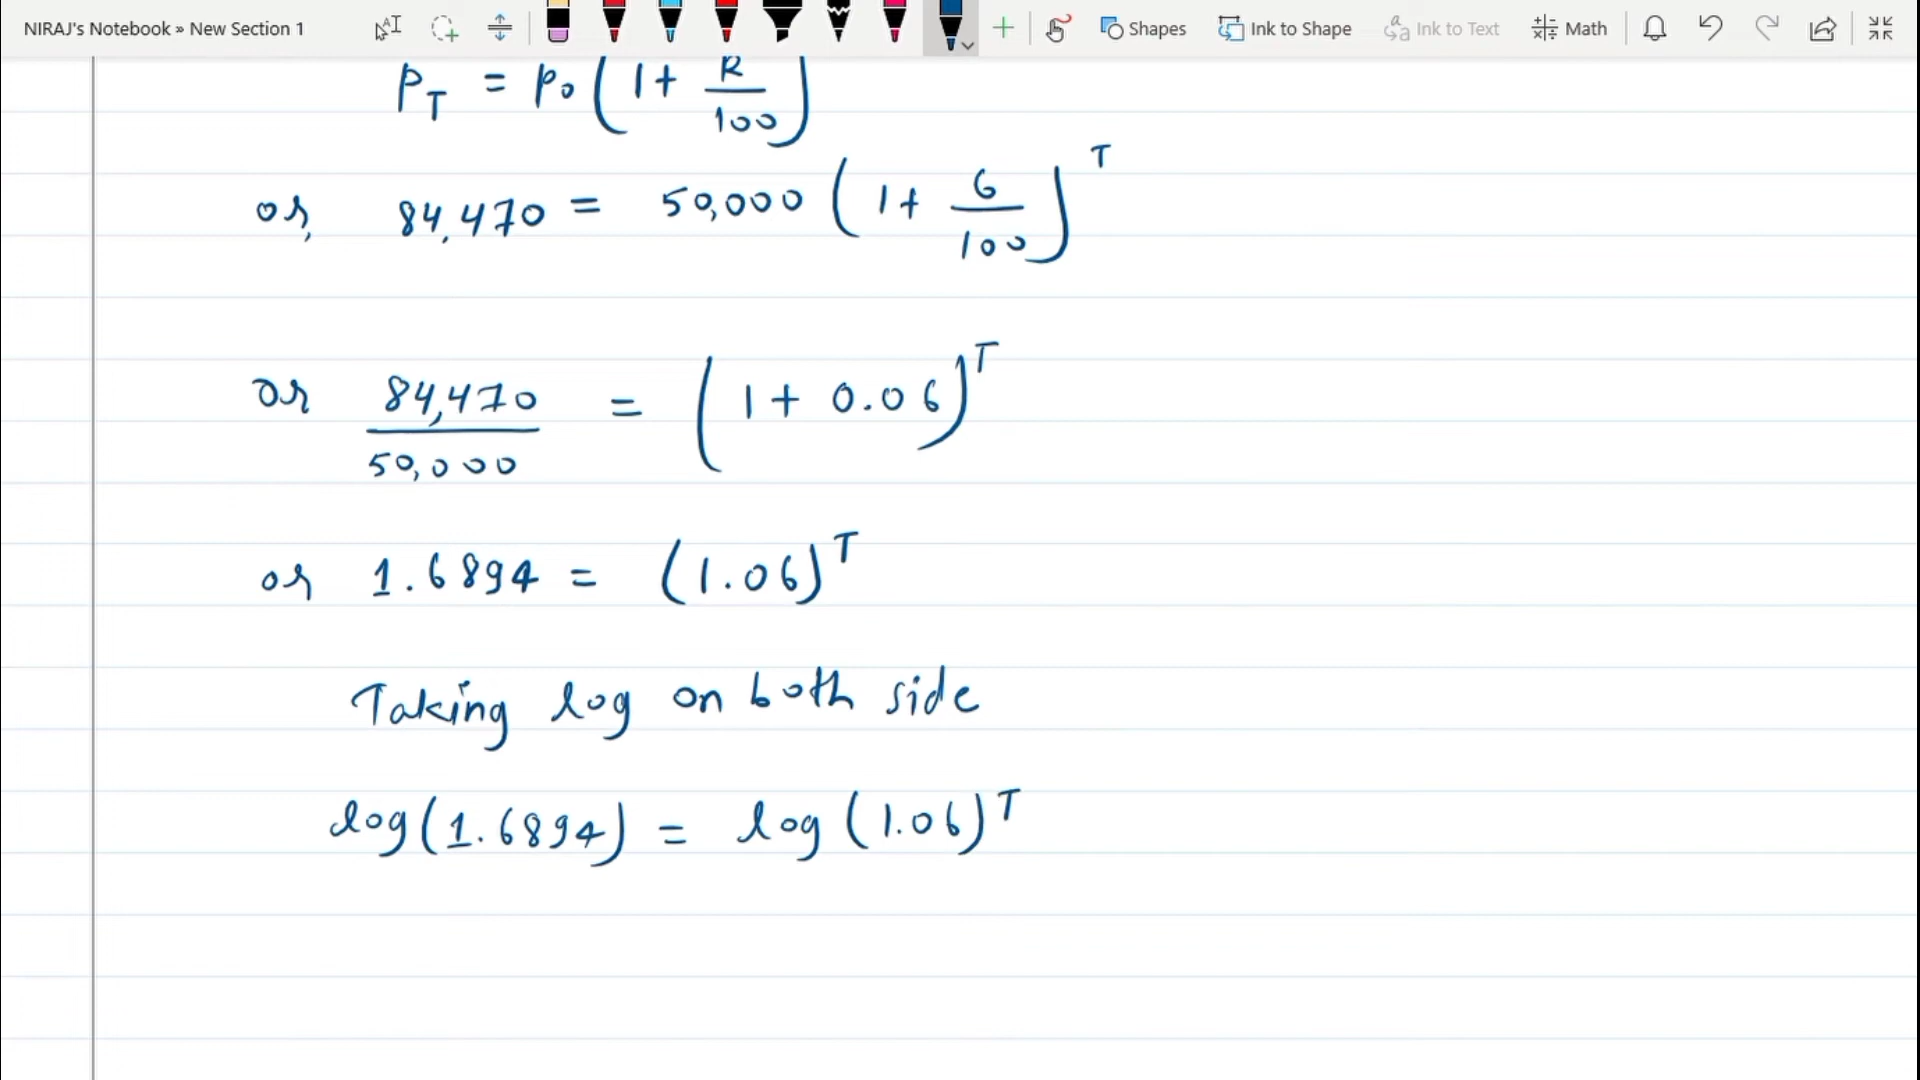 NIRAJ's Notebook » New Section 1 Shapes Ink to Shape Ink to Text Math
P_T = P_0 (1 + R/100)
or, 84,470 = 50,000 (1 + 6/100)^T
or 84,470/50,000 = (1 + 0.06)^T
or 1.6894 = (1.06)^T
Taking log on both side
log(1.6894) = log (1.06)^T